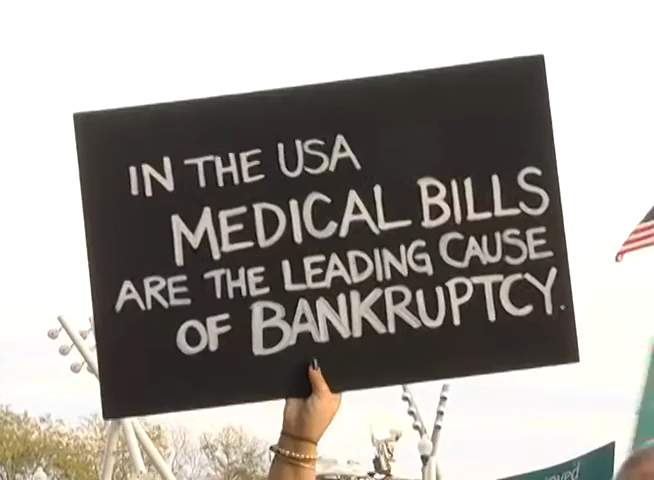 IN THE USA
MEDICAL BILLS
ARE THE LEADING CAUSE
OF BANKRUPTCY.